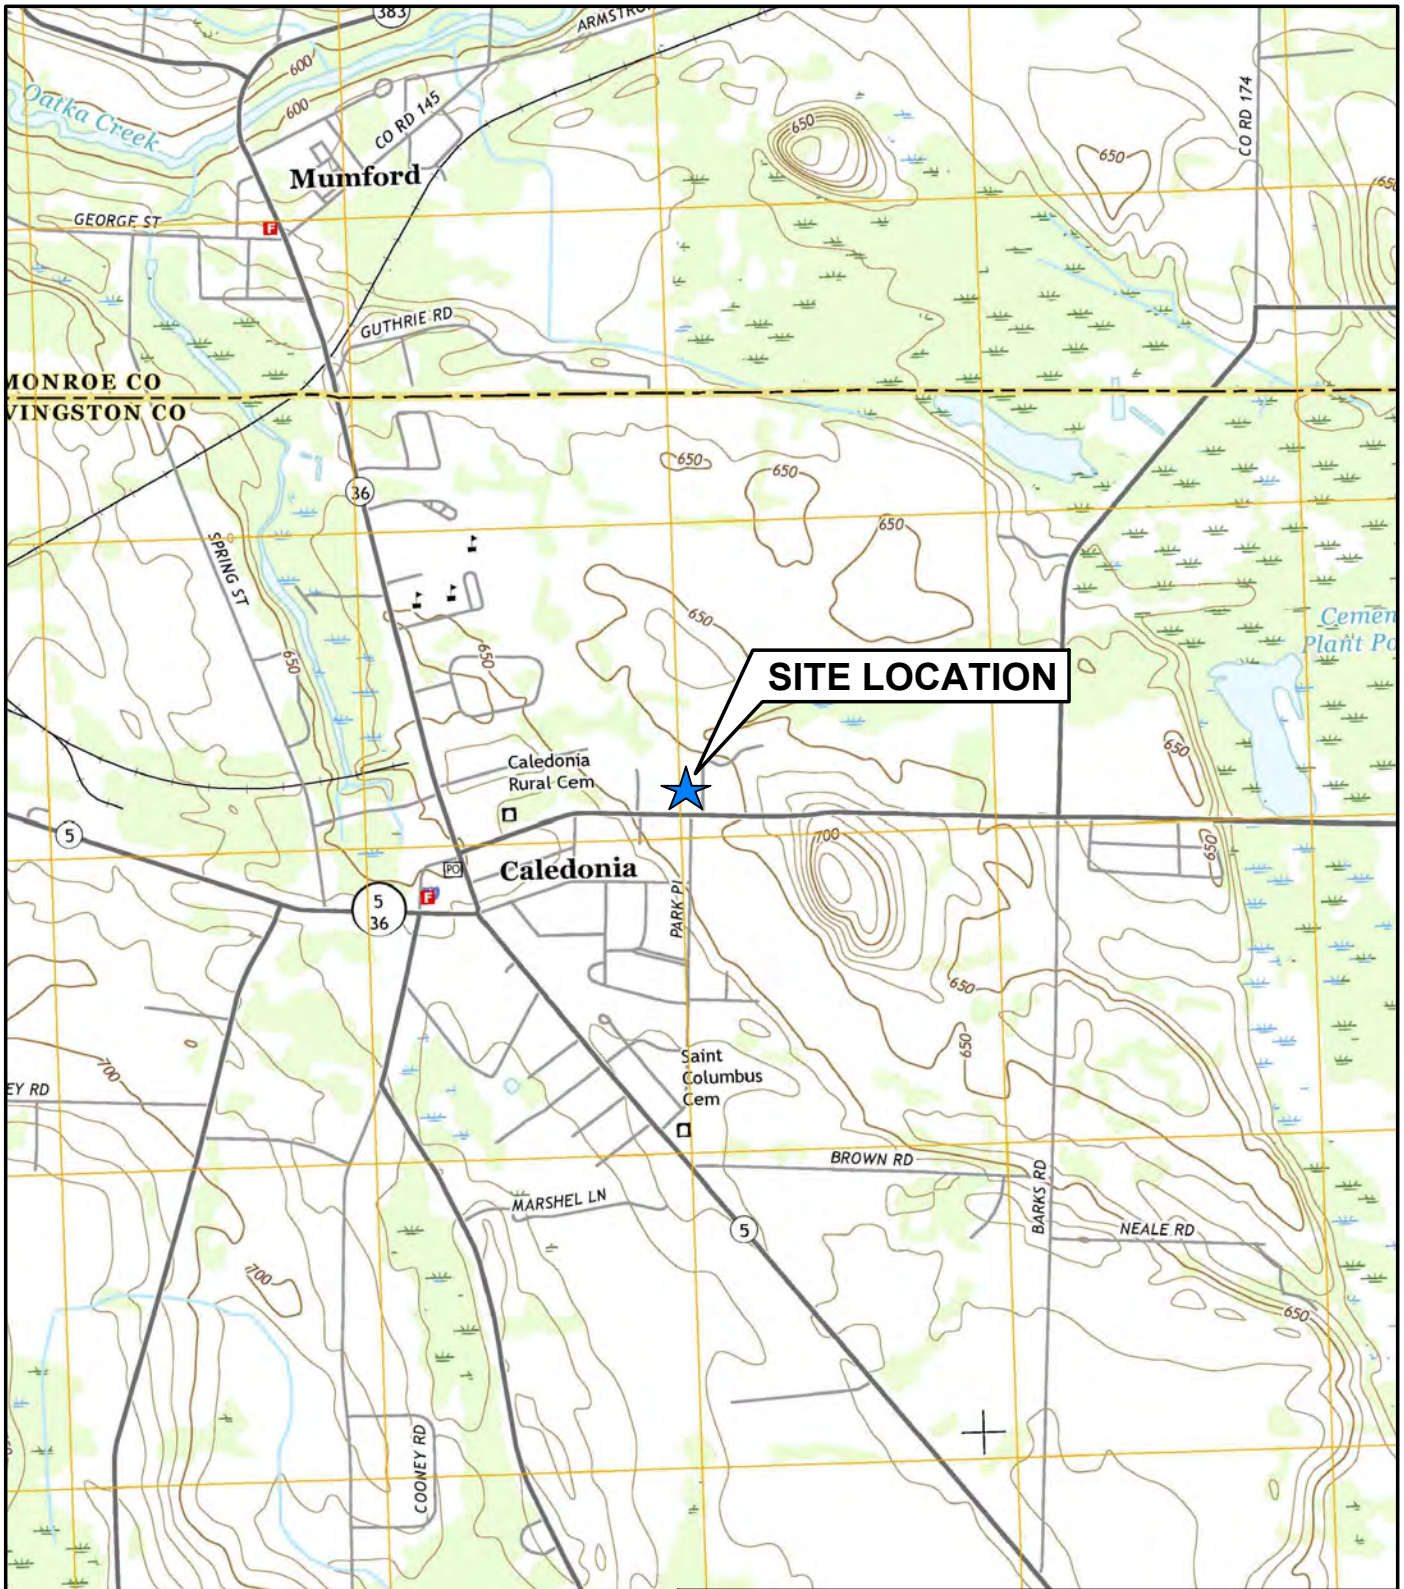 383
ARMSTRO
600
600
Oatka Creek
CO RD 145
CO RD 174
650
650
650
Mumford
GEORGE ST
F
GUTHRIE RD
MONROE CO
VINGSTON CO
650
650
36
650
SPRING ST
650
650
650
Cemen
Plant Po
SITE LOCATION
650
Caledonia
Rural Cem
5
700
650
PO
Caledonia
F
5
36
PARK PL
650
650
Saint
Columbus
Cem
700
EY RD
BROWN RD
BARKS RD
MARSHEL LN
5
NEALE RD
700
650
COONEY RD